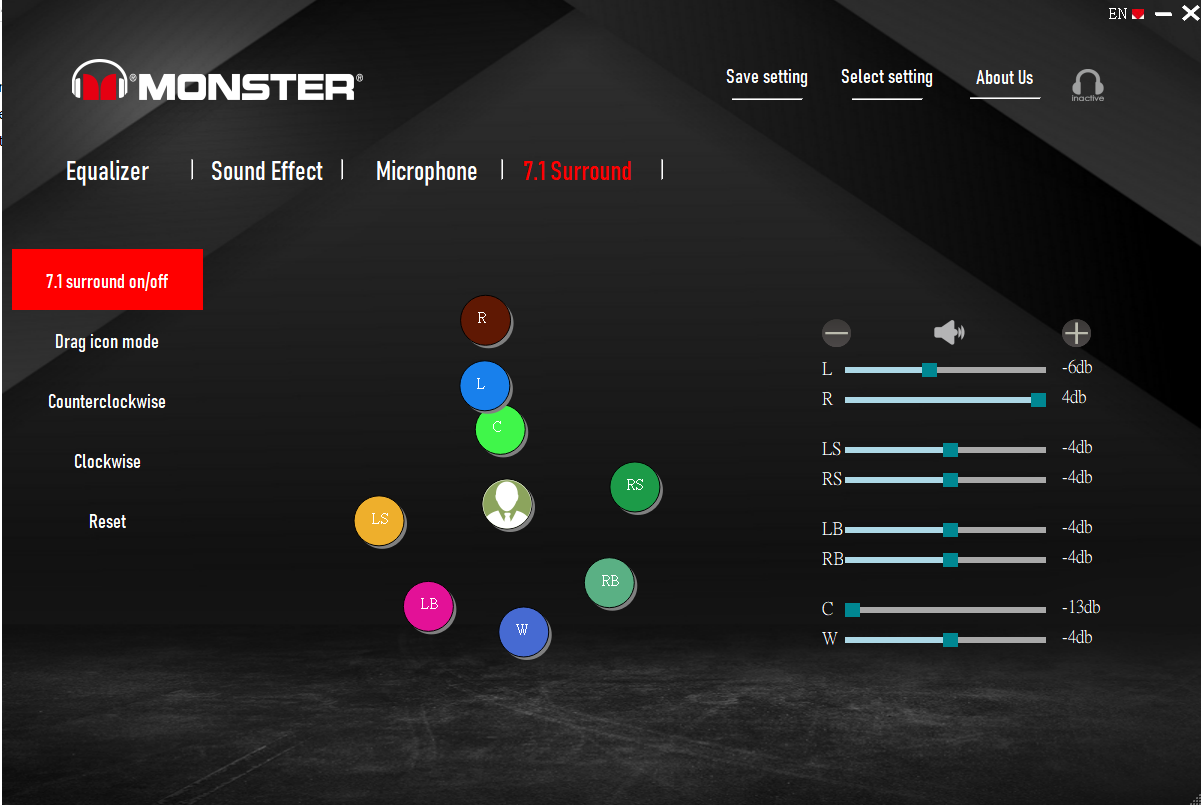 EN
MONSTER
Save setting
Select setting
About Us
inactive
Equalizer
Sound Effect
Microphone
7.1 Surround
7.1 surround on/off
Drag icon mode
Counterclockwise
Clockwise
Reset
R
L
C
RS
LS
RB
LB
W
L -6db
R 4db
LS -4db
RS -4db
LB -4db
RB -4db
C -13db
W -4db